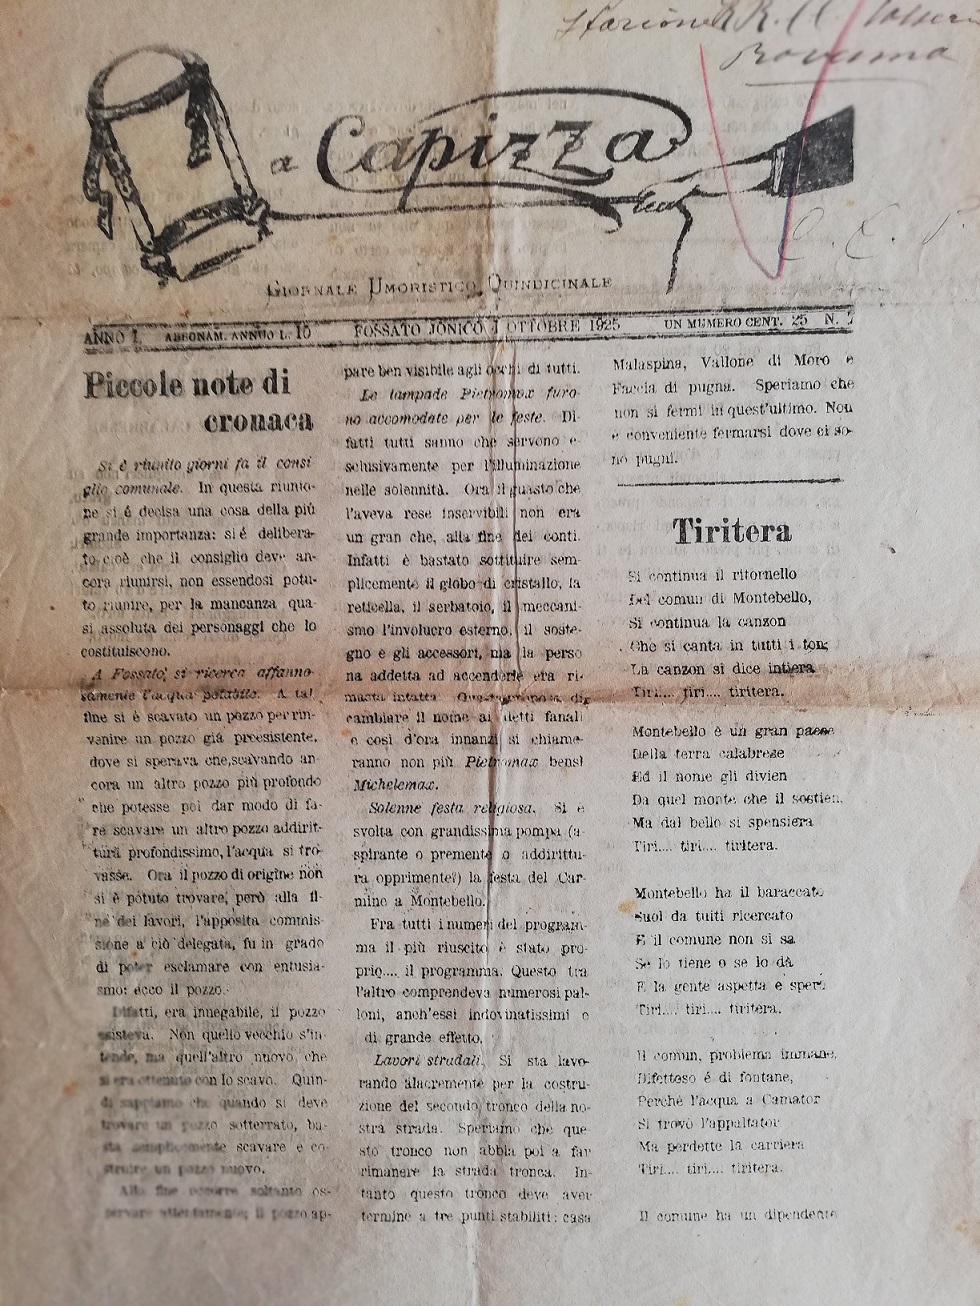 Bovuma
a Capizza
Giornale Umoristico Quindicinale
ANNO I. ABBONAM. ANNUO L. 10 FOSSATO JONICO 1 OTTOBRE 1925 UN NUMERO CENT. 25 N. 7
Piccole note di
cronaca
Si é riunito giorni fa il consi
glio comunale. In questa riunio-
ne si é decisa una cosa della più
grande importanza: si é delibera-
to cioè che il consiglio deve an-
cora riunirsi, non essendosi potu-
to riunire, per la mancanza qua-
si assoluta dei personaggi che lo
costituiscono.
A Fossato, si ricerca affanno-
samente l'acqua potabile. A tal
fine si è scavato un pozzo per rin-
venire un pozzo già preesistente,
dove si sperava che,scavando an-
cora un altro pozzo più profondo
che potesse poi dar modo di fa-
re scavare un altro pozzo addirit-
tura profondissimo, l'acqua si tro-
vasse. Ora il pozzo di origine non
si è potuto trovare, però alla fi-
ne dei lavori, l'apposita commis-
sione a ciò delegata, fu in grado
di poter esclamare con entusia-
smo: ecco il pozzo.
Difatti, era innegabile, il pozzo
esisteva. Non quello vecchio s'in-
tende, ma quell'altro nuovo, che
si era ottenuto con lo scavo. Quin-
di sappiamo che quando si deve
trovare un pozzo sotterrato, ba-
sta semplicemente scavare e co-
struire un pozzo nuovo.
Alla fine occorre soltanto os-
servare attentamente, il pozzo ap-
pare ben visibile agli occhi di tutti.
Le lampade Pietromax furo-
no accomodate per le feste. Di-
fatti tutti sanno che servono e-
sclusivamente per l'illuminazione
nelle solennità. Ora il guasto che
l'aveva rese inservibili non era
un gran che, alla fine dei conti.
Infatti è bastato sottituire sem-
plicemente il globo di cristallo, la
reticella, il serbatoio, il meccani-
smo l'involucro esterno, il soste-
gno e gli accessori, ma la perso
na addetta ad accenderle era ri-
masta intatta.
cambiare il nome ai detti fanali
e così d'ora innanzi si chiame-
ranno non più Pietromax bensì
Michelemax.
Solenne festa religiosa. Si è
svolta con grandissima pompa (a-
spirante o premente o addirittu-
ra opprimente?) la festa del Car-
mine a Montebello.
Fra tutti i numeri del program-
ma il più riuscito è stato pro-
prio.... il programma. Questo tra
l'altro comprendeva numerosi pal-
loni, anch'essi indovinatissimi e
di grande effetto.
Lavori stradali. Si sta lavo-
rando alacremente per la costru-
zione del secondo tronco della no-
stra strada. Speriamo che que-
sto tronco non abbia poi a far
rimanere la strada tronca. In-
tanto questo tronco deve aver
termine a tre punti stabiliti: casa
Malaspina, Vallone di Moro e
Faccia di pugna. Speriamo che
non si fermi in quest'ultimo. Non
è conveniente fermarsi dove ci so-
no pugni.
Tiritera
Si continua il ritornello
Del comun di Montebello,
Si continua la canzon
Che si canta in tutti i ton;
La canzon si dice intiera
Tiri.... tiri.... tiritera.
Montebello è un gran paese
Della terra calabrese
Ed il nome gli divien
Da quel monte che il sostien.
Ma dal bello si spensiera
Tiri.... tiri.... tiritera.
Montebello ha il baraccato
Suol da tutti ricercato
E il comune non si sa
Se lo tiene o se lo dà
E la gente aspetta e spera
Tiri.... tiri.... tiritera.
Il comun, problema immane,
Difettoso é di fontane,
Perché l'acqua a Camator
Si trovò l'appaltator
Ma perdette la carriera
Tiri.... tiri.... tiritera.
Il comune ha un dipendente